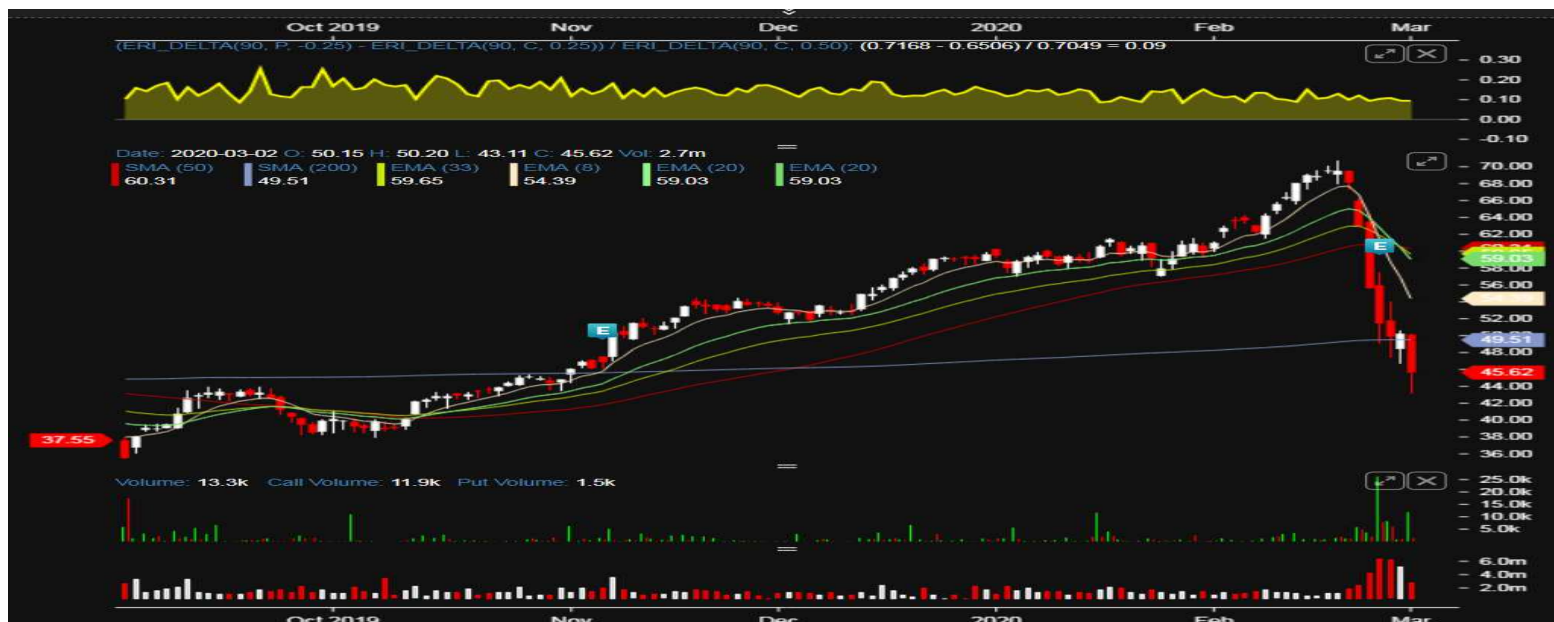 Oct 2019 Nov Dec 2020 Feb Mar
(ERI_DELTA(90, P, -0.25) - ERI_DELTA(90, C, 0.25)) / ERI_DELTA(90, C, 0.50): (0.7168 - 0.6506) / 0.7049 = 0.09
0.30
0.20
0.10
0.00
-0.10
Date: 2020-03-02 O: 50.15 H: 50.20 L: 43.11 C: 45.62 Vol: 2.7m
SMA (50) SMA (200) EMA (33) EMA (8) EMA (20) EMA (20)
60.31 49.51 59.65 54.39 59.03 59.03
70.00
68.00
66.00
64.00
62.00
E
59.03
58.00
56.00
54.39
52.00
E
49.51
48.00
45.62
44.00
42.00
40.00
37.55
38.00
36.00
Volume: 13.3k Call Volume: 11.9k Put Volume: 1.5k
25.0k
20.0k
15.0k
10.0k
5.0k
6.0m
4.0m
2.0m
Oct 2019 Nov Dec 2020 Feb Mar